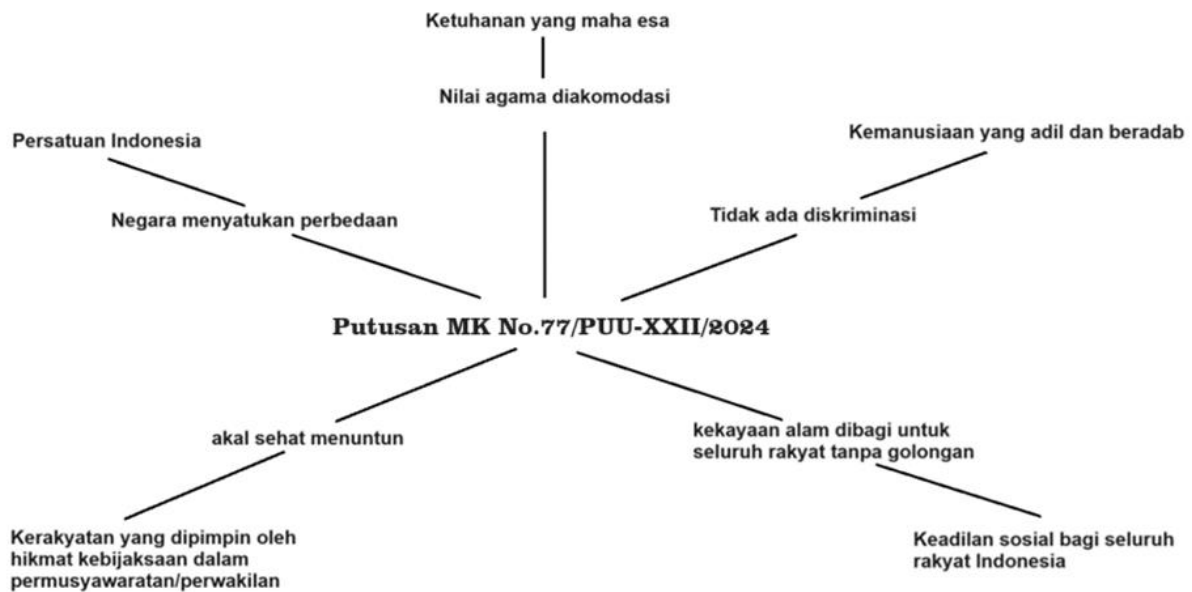 Ketuhanan yang maha esa
Nilai agama diakomodasi
Persatuan Indonesia
Negara menyatukan perbedaan
Kemanusiaan yang adil dan beradab
Tidak ada diskriminasi
Putusan MK No.77/PUU-XXII/2024
akal sehat menuntun
Kerakyatan yang dipimpin oleh
hikmat kebijaksaan dalam
permusyawaratan/perwakilan
kekayaan alam dibagi untuk
seluruh rakyat tanpa golongan
Keadilan sosial bagi seluruh
rakyat Indonesia